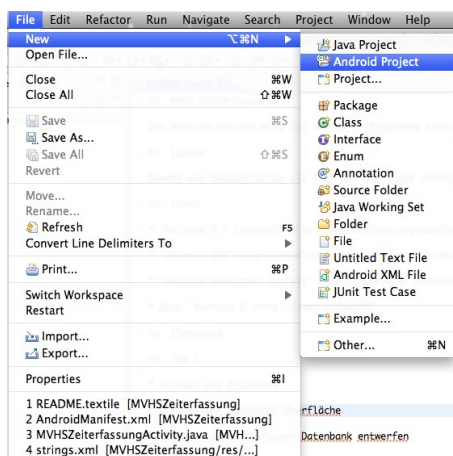 File Edit Refactor Run Navigate Search Project Window Help
New ⌥⌘N ▶
Open File...
Close ⌘W
Close All ⇧⌘W
Save ⌘S
Save As...
Save All ⇧⌘S
Revert
Move...
Rename...
Refresh F5
Convert Line Delimiters To ▶
Print... ⌘P
Switch Workspace ▶
Restart
Import...
Export...
Properties ⌘I
1 README.textile [MVHSZeiterfassung]
2 AndroidManifest.xml [MVHSZeiterfassung]
3 MVHSZeiterfassungActivity.java [MVH...]
4 strings.xml [MVHSZeiterfassung/res/...]
Java Project
Android Project
Project...
Package
Class
Interface
Enum
Annotation
Source Folder
Java Working Set
Folder
File
Untitled Text File
Android XML File
JUnit Test Case
Example...
Other... ⌘N
erfläche
Datenbank entwerfen